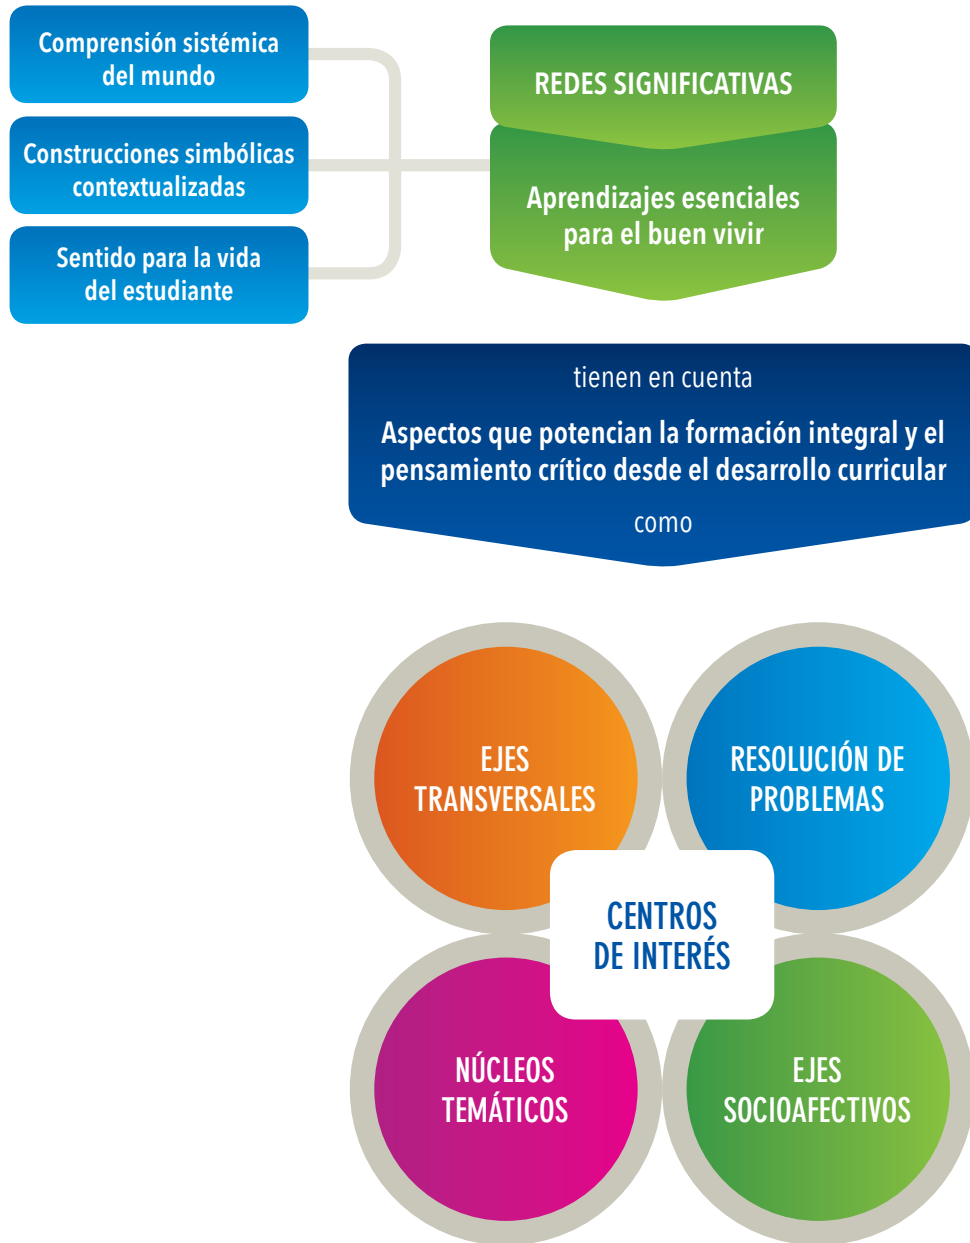 Comprensión sistémica
del mundo
Construcciones simbólicas
contextualizadas
Sentido para la vida
del estudiante
REDES SIGNIFICATIVAS
Aprendizajes esenciales
para el buen vivir
tienen en cuenta
Aspectos que potencian la formación integral y el
pensamiento crítico desde el desarrollo curricular
como
EJES
TRANSVERSALES
RESOLUCIÓN DE
PROBLEMAS
CENTROS
DE INTERÉS
NÚCLEOS
TEMÁTICOS
EJES
SOCIOAFECTIVOS